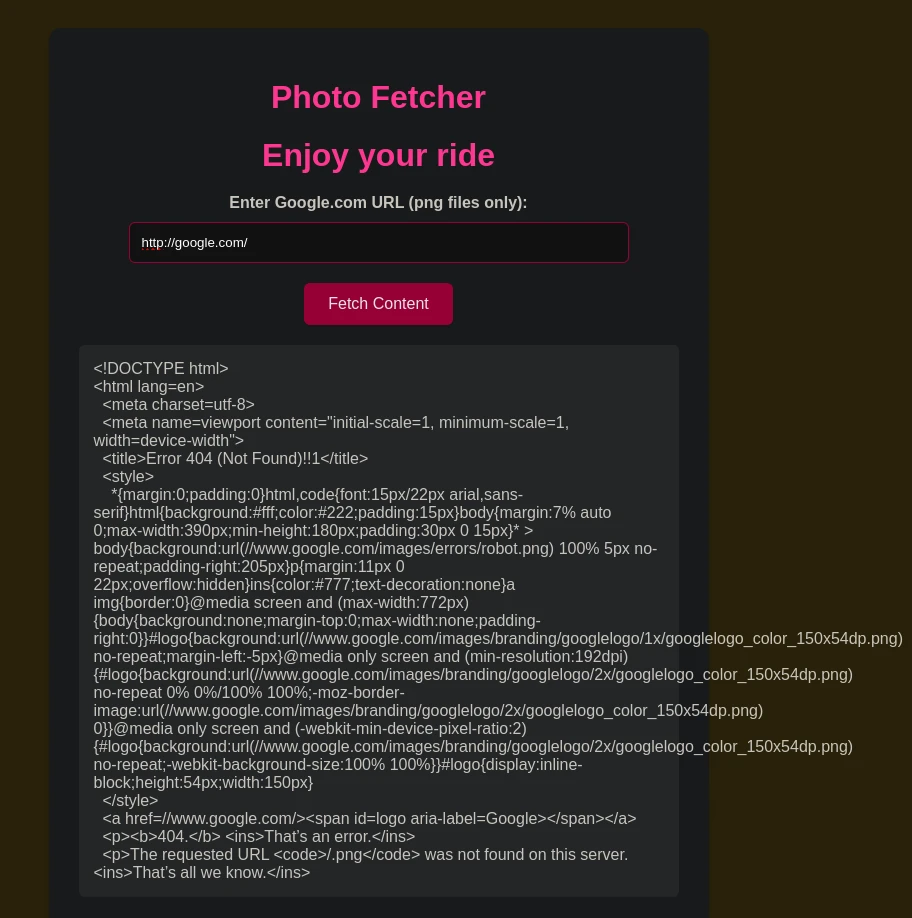 Photo Fetcher
Enjoy your ride
Enter Google.com URL (png files only):
http://google.com/
Fetch Content
<!DOCTYPE html>
<html lang=en>
  <meta charset=utf-8>
  <meta name=viewport content="initial-scale=1, minimum-scale=1,
width=device-width">
  <title>Error 404 (Not Found)!!1</title>
  <style>
    *{margin:0;padding:0}html,code{font:15px/22px arial,sans-
serif}html{background:#fff;color:#222;padding:15px}body{margin:7% auto
0;max-width:390px;min-height:180px;padding:30px 0 15px}* >
body{background:url(//www.google.com/images/errors/robot.png) 100% 5px no-
repeat;padding-right:205px}p{margin:11px 0
22px;overflow:hidden}ins{color:#777;text-decoration:none}a
img{border:0}@media screen and (max-width:772px)
{body{background:none;margin-top:0;max-width:none;padding-
right:0}}#logo{background:url(//www.google.com/images/branding/googlelogo/1x/googlelogo_color_150x54dp.png)
no-repeat;margin-left:-5px}@media only screen and (min-resolution:192dpi)
{#logo{background:url(//www.google.com/images/branding/googlelogo/2x/googlelogo_color_150x54dp.png)
no-repeat 0% 0%/100% 100%;-moz-border-
image:url(//www.google.com/images/branding/googlelogo/2x/googlelogo_color_150x54dp.png)
0}}@media only screen and (-webkit-min-device-pixel-ratio:2)
{#logo{background:url(//www.google.com/images/branding/googlelogo/2x/googlelogo_color_150x54dp.png)
no-repeat;-webkit-background-size:100% 100%}}#logo{display:inline-
block;height:54px;width:150px}
  </style>
  <a href=//www.google.com/><span id=logo aria-label=Google></span></a>
  <p><b>404.</b> <ins>That’s an error.</ins>
  <p>The requested URL <code>/.png</code> was not found on this server.
<ins>That’s all we know.</ins>